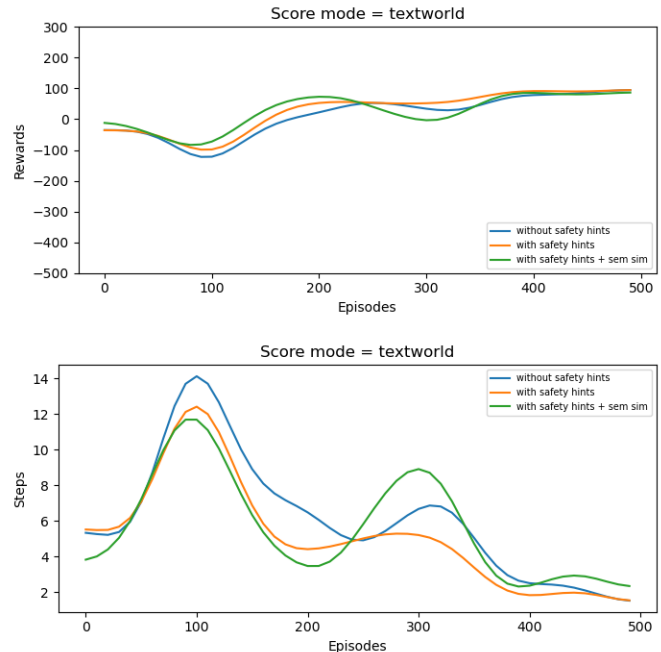 Score mode = textworld
300
200
100
0
−100
−200
−300
−400
−500
Rewards
without safety hints
with safety hints
with safety hints + sem sim
0 100 200 300 400 500
Episodes
Score mode = textworld
14
12
10
8
6
4
2
Steps
without safety hints
with safety hints
with safety hints + sem sim
0 100 200 300 400 500
Episodes